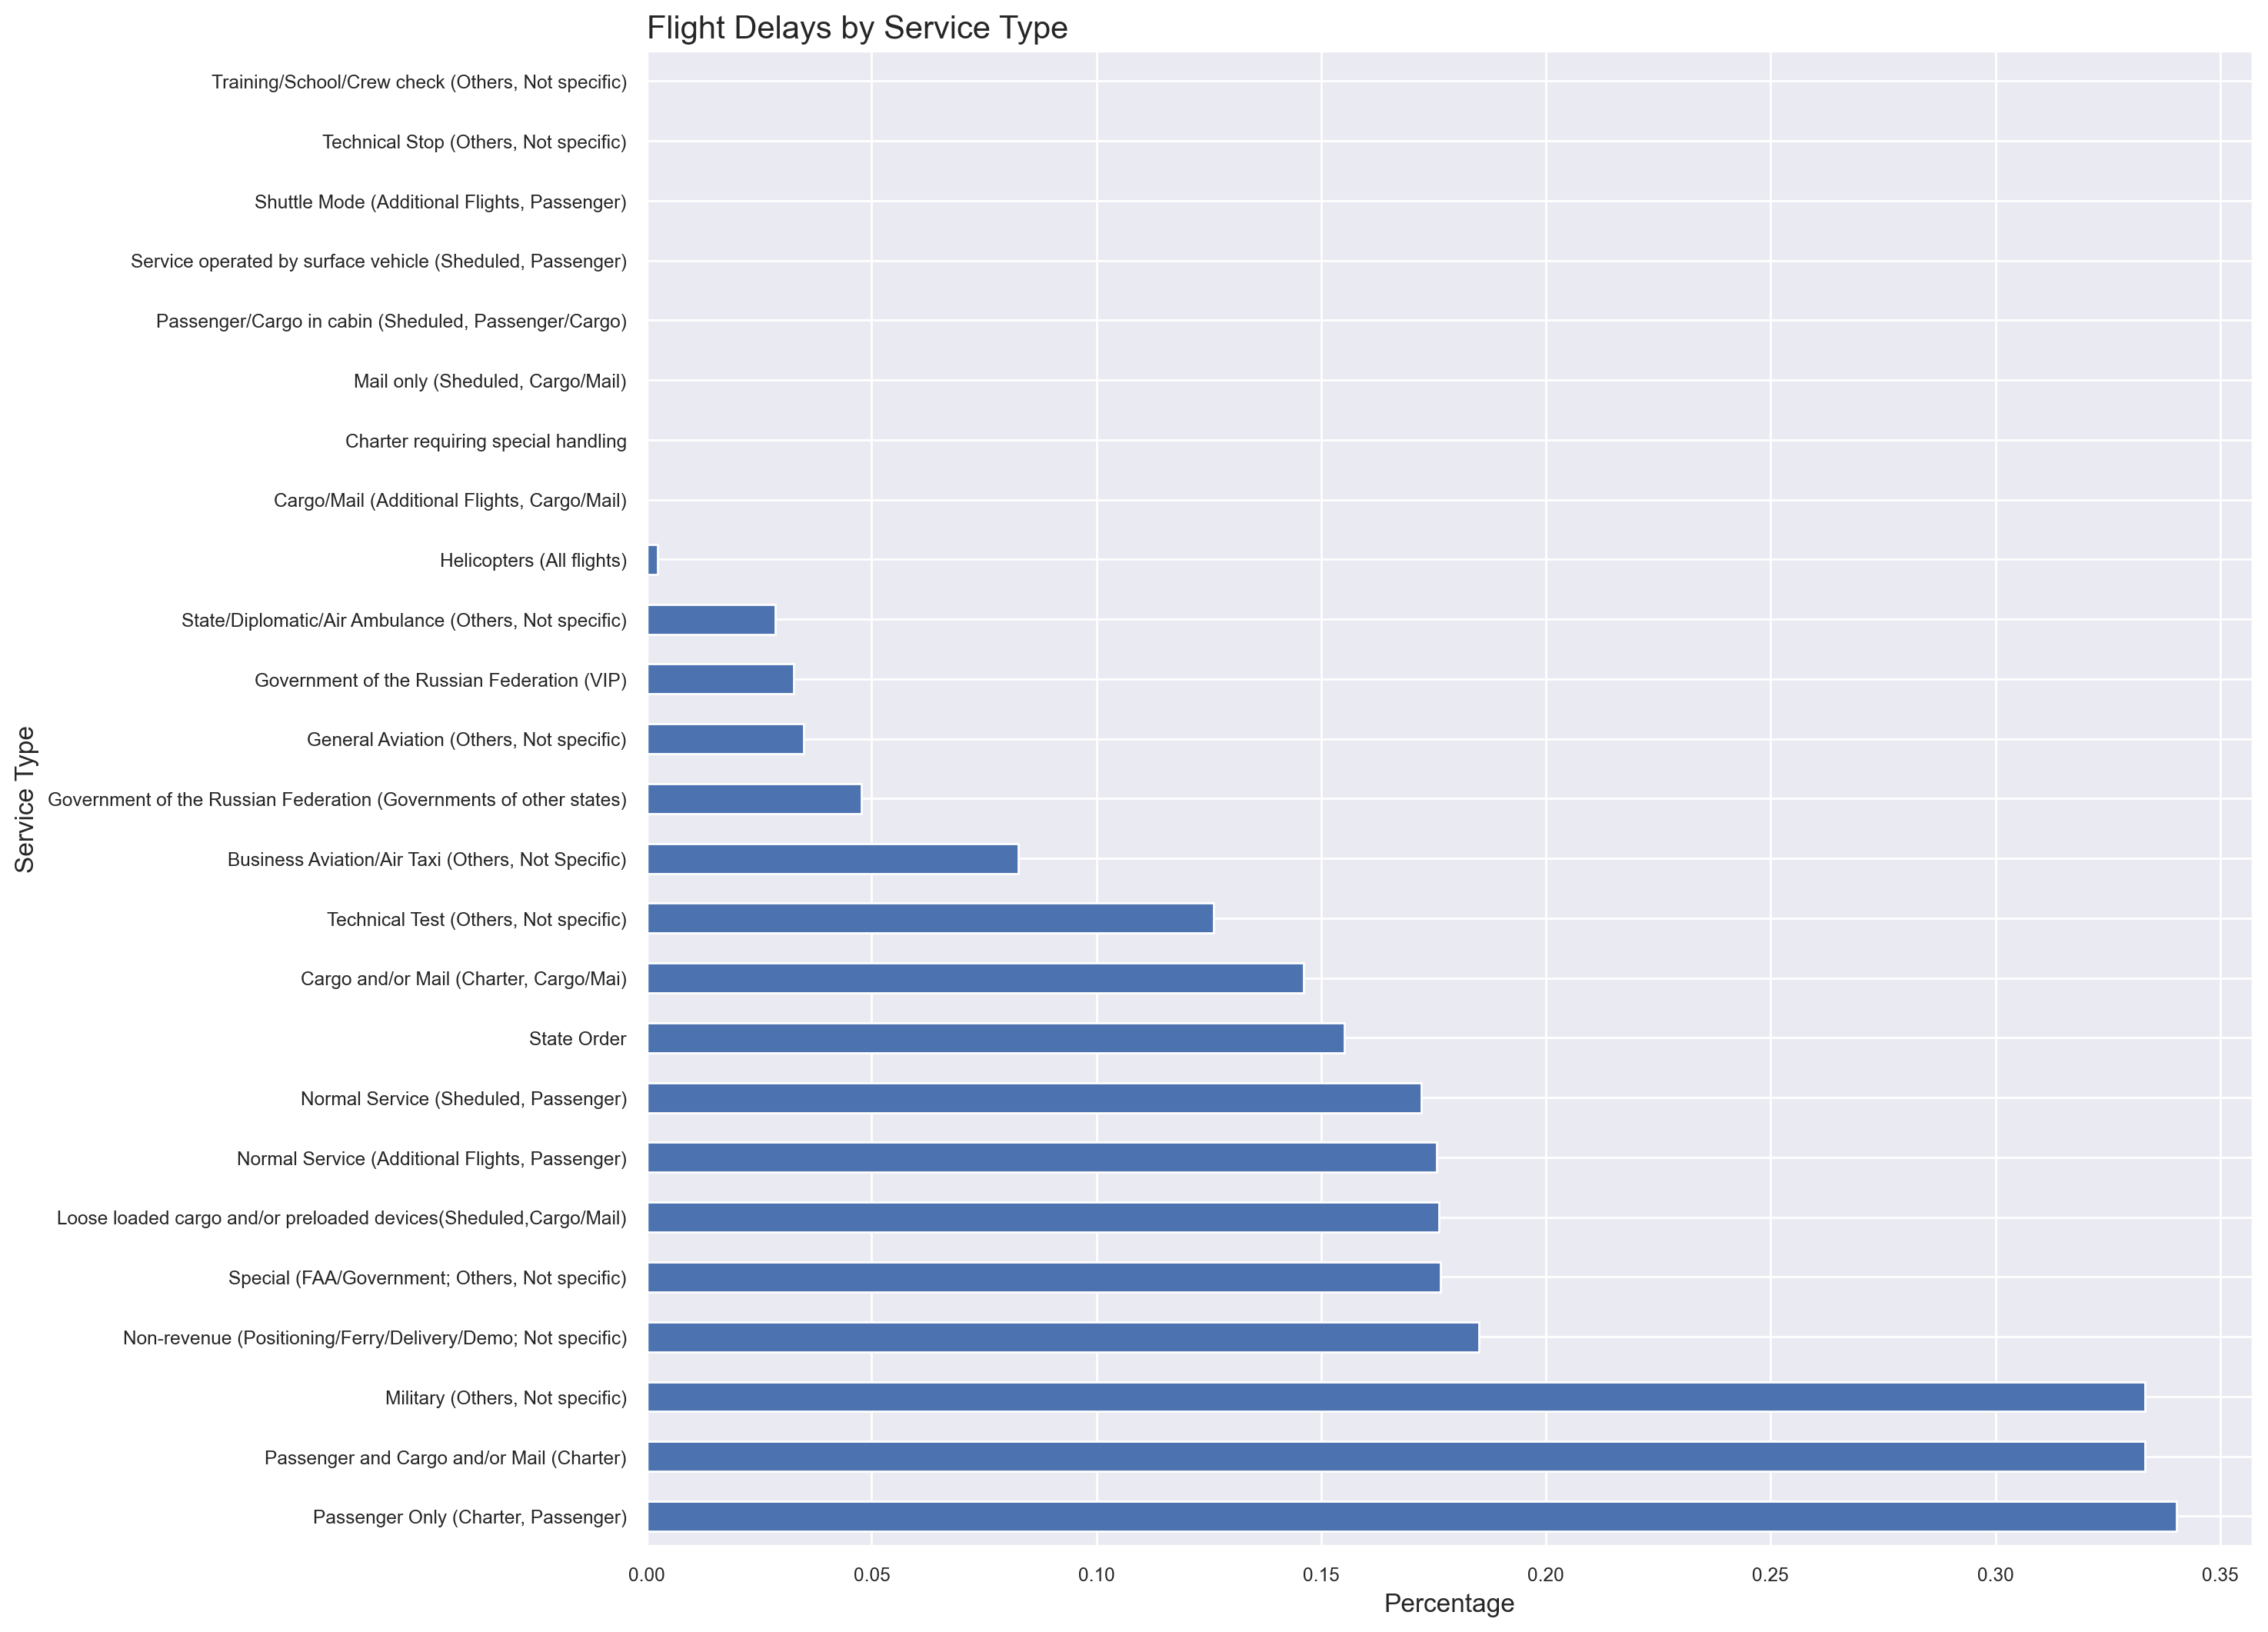 Flight Delays by Service Type
Training/School/Crew check (Others, Not specific)
Technical Stop (Others, Not specific)
Shuttle Mode (Additional Flights, Passenger)
Service operated by surface vehicle (Sheduled, Passenger)
Passenger/Cargo in cabin (Sheduled, Passenger/Cargo)
Mail only (Sheduled, Cargo/Mail)
Charter requiring special handling
Cargo/Mail (Additional Flights, Cargo/Mail)
Helicopters (All flights)
State/Diplomatic/Air Ambulance (Others, Not specific)
Government of the Russian Federation (VIP)
General Aviation (Others, Not specific)
Government of the Russian Federation (Governments of other states)
Business Aviation/Air Taxi (Others, Not Specific)
Technical Test (Others, Not specific)
Cargo and/or Mail (Charter, Cargo/Mai)
State Order
Normal Service (Sheduled, Passenger)
Normal Service (Additional Flights, Passenger)
Loose loaded cargo and/or preloaded devices(Sheduled,Cargo/Mail)
Special (FAA/Government; Others, Not specific)
Non-revenue (Positioning/Ferry/Delivery/Demo; Not specific)
Military (Others, Not specific)
Passenger and Cargo and/or Mail (Charter)
Passenger Only (Charter, Passenger)
Service Type
0.00 0.05 0.10 0.15 0.20 0.25 0.30 0.35
Percentage